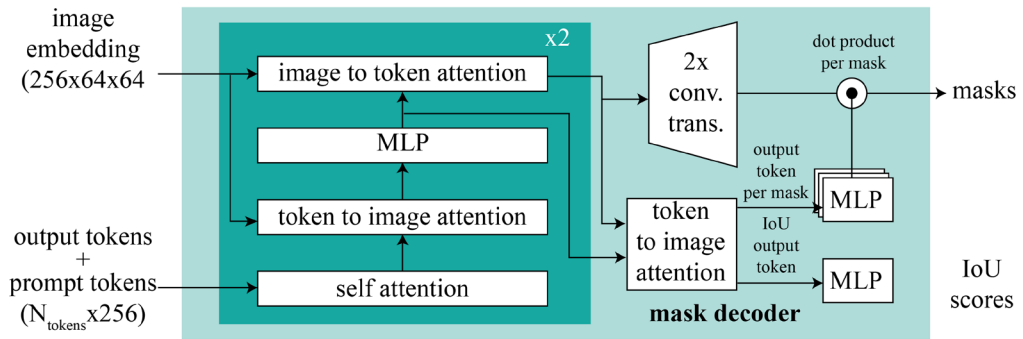 image
embedding
(256x64x64
output tokens
+
prompt tokens
(Ntokensx256)
x2
image to token attention
MLP
token to image attention
self attention
2x
conv.
trans.
dot product
per mask
masks
output
token
per mask
MLP
token
to image
attention
IoU
output
token
MLP
IoU
scores
mask decoder